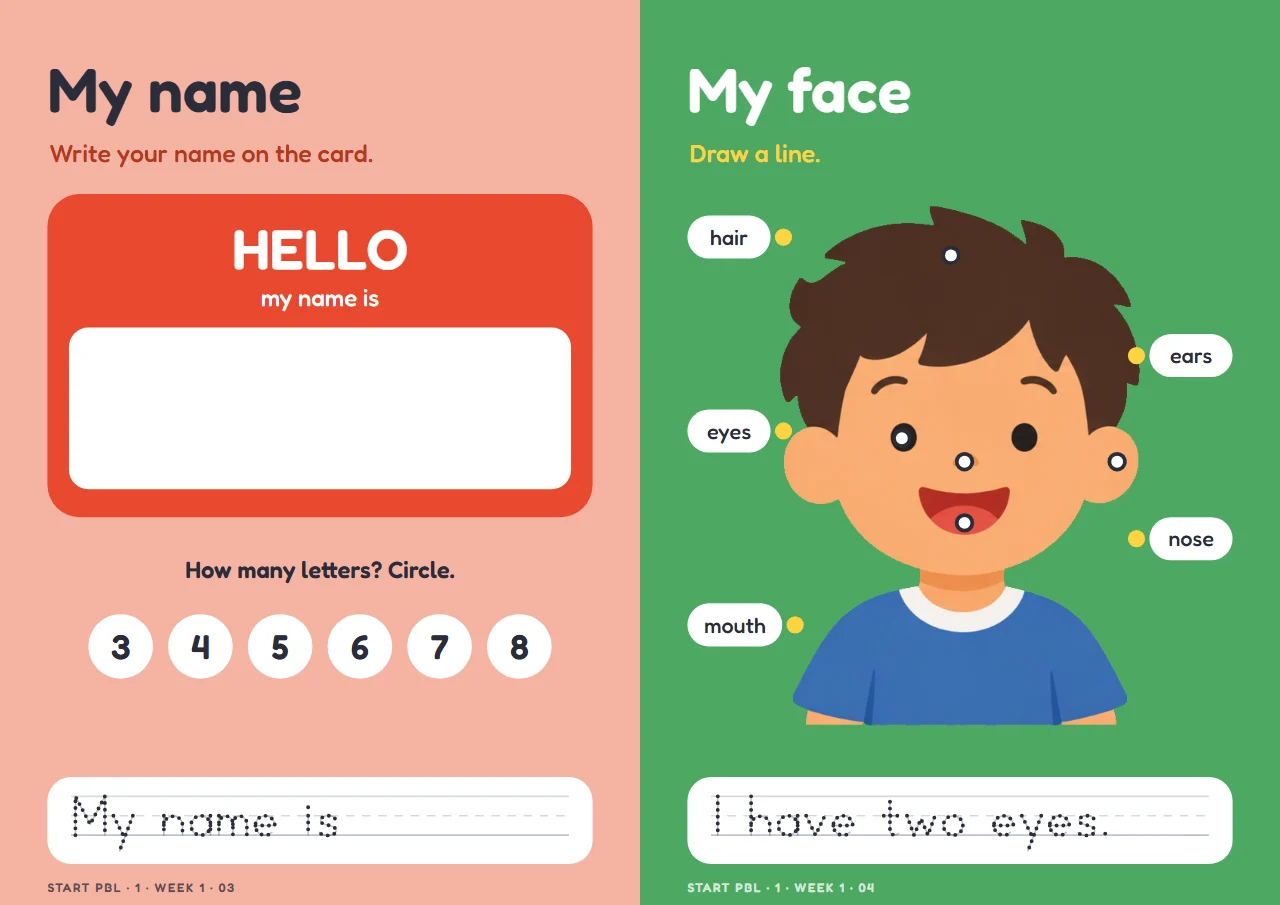 My name
Write your name on the card.
HELLO
my name is
How many letters? Circle.
3 4 5 6 7 8
My name is
START PBL · 1 · WEEK 1 · 03
My face
Draw a line.
hair
ears
eyes
nose
mouth
I have two eyes.
START PBL · 1 · WEEK 1 · 04